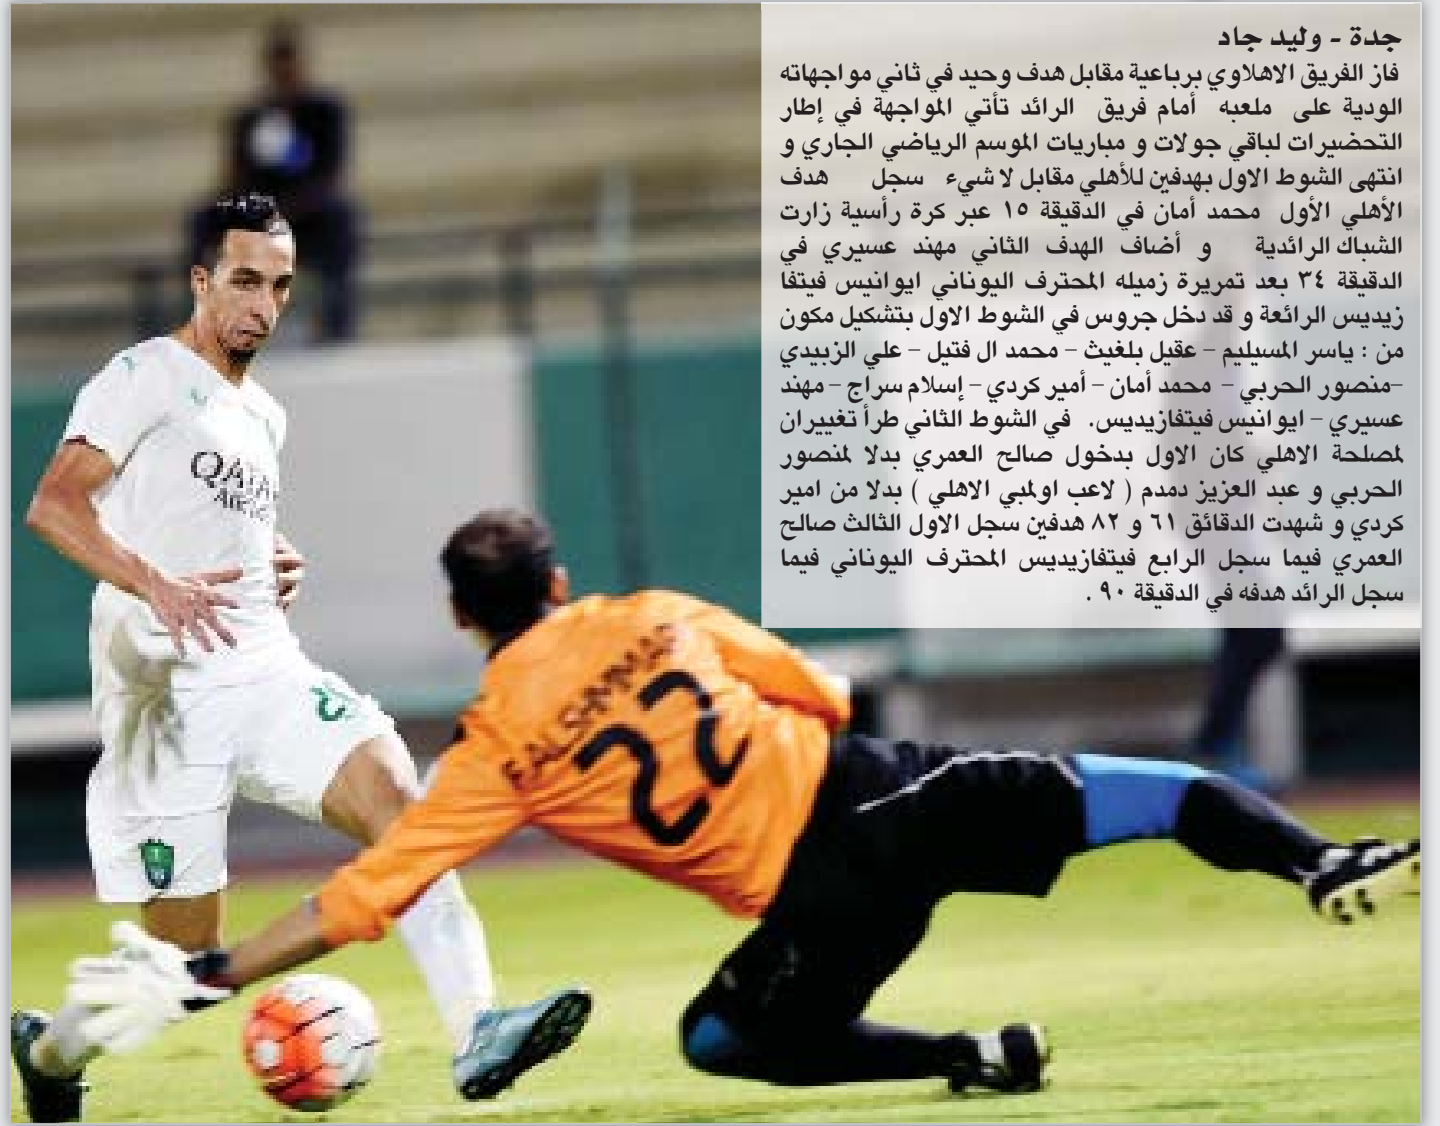 جدة - وليد جاد
فاز الفريق الاهلاوي برباعية مقابل هدف وحيد في ثاني مواجهاته
الودية على ملعبه أمام فريق الرائد تأتي المواجهة في إطار
التحضيرات لباقي جولات و مباريات الموسم الرياضي الجاري و
انتهى الشوط الاول بهدفين للأهلي مقابل لا شيء سجل هدف
الأهلي الأول محمد أمان في الدقيقة ١٥ عبر كرة رأسية زارت
الشباك الرائدية و أضاف الهدف الثاني مهند عسيري في
الدقيقة ٣٤ بعد تمريرة زميله المحترف اليوناني ايوانيس فيتفا
زيديس الرائعة و قد دخل جروس في الشوط الاول بتشكيل مكون
من : ياسر المسيليم – عقيل بلغيث – محمد ال فتيل – علي الزبيدي
–منصور الحربي – محمد أمان – أمير كردي – إسلام سراج – مهند
عسيري – ايوانيس فيتفازيديس. في الشوط الثاني طرأ تغييران
لمصلحة الاهلي كان الاول بدخول صالح العمري بدلا لمنصور
الحربي و عبد العزيز دمدم ( لاعب اولمبي الاهلي ) بدلا من امير
كردي و شهدت الدقائق ٦١ و ٨٢ هدفين سجل الاول الثالث صالح
العمري فيما سجل الرابع فيتفازيديس المحترف اليوناني فيما
سجل الرائد هدفه في الدقيقة ٩٠ .
QATAR
22